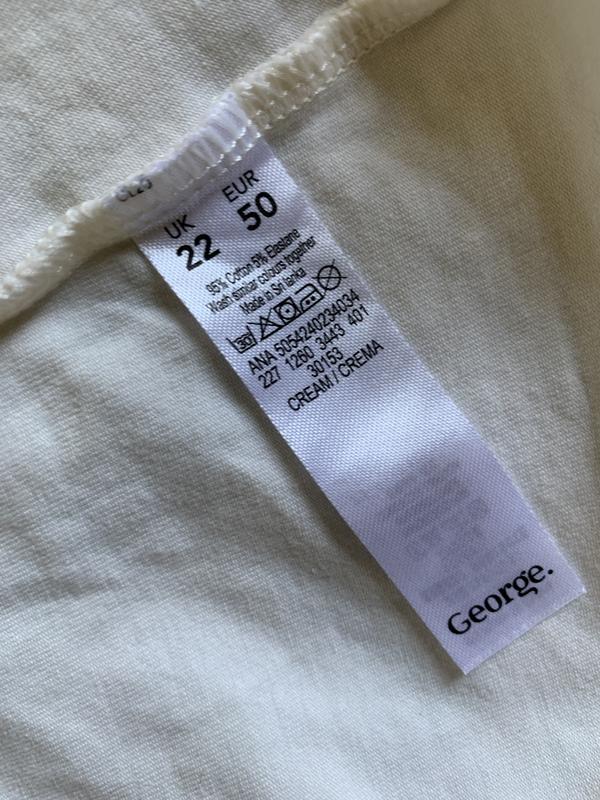 UK EUR
22 50
95% Cotton 5% Elastane
Wash similar colours together
Made in Sri lanka
30
ANA 5054240234034
227 1260 3443 401
30153
CREAM / CREMA
George.